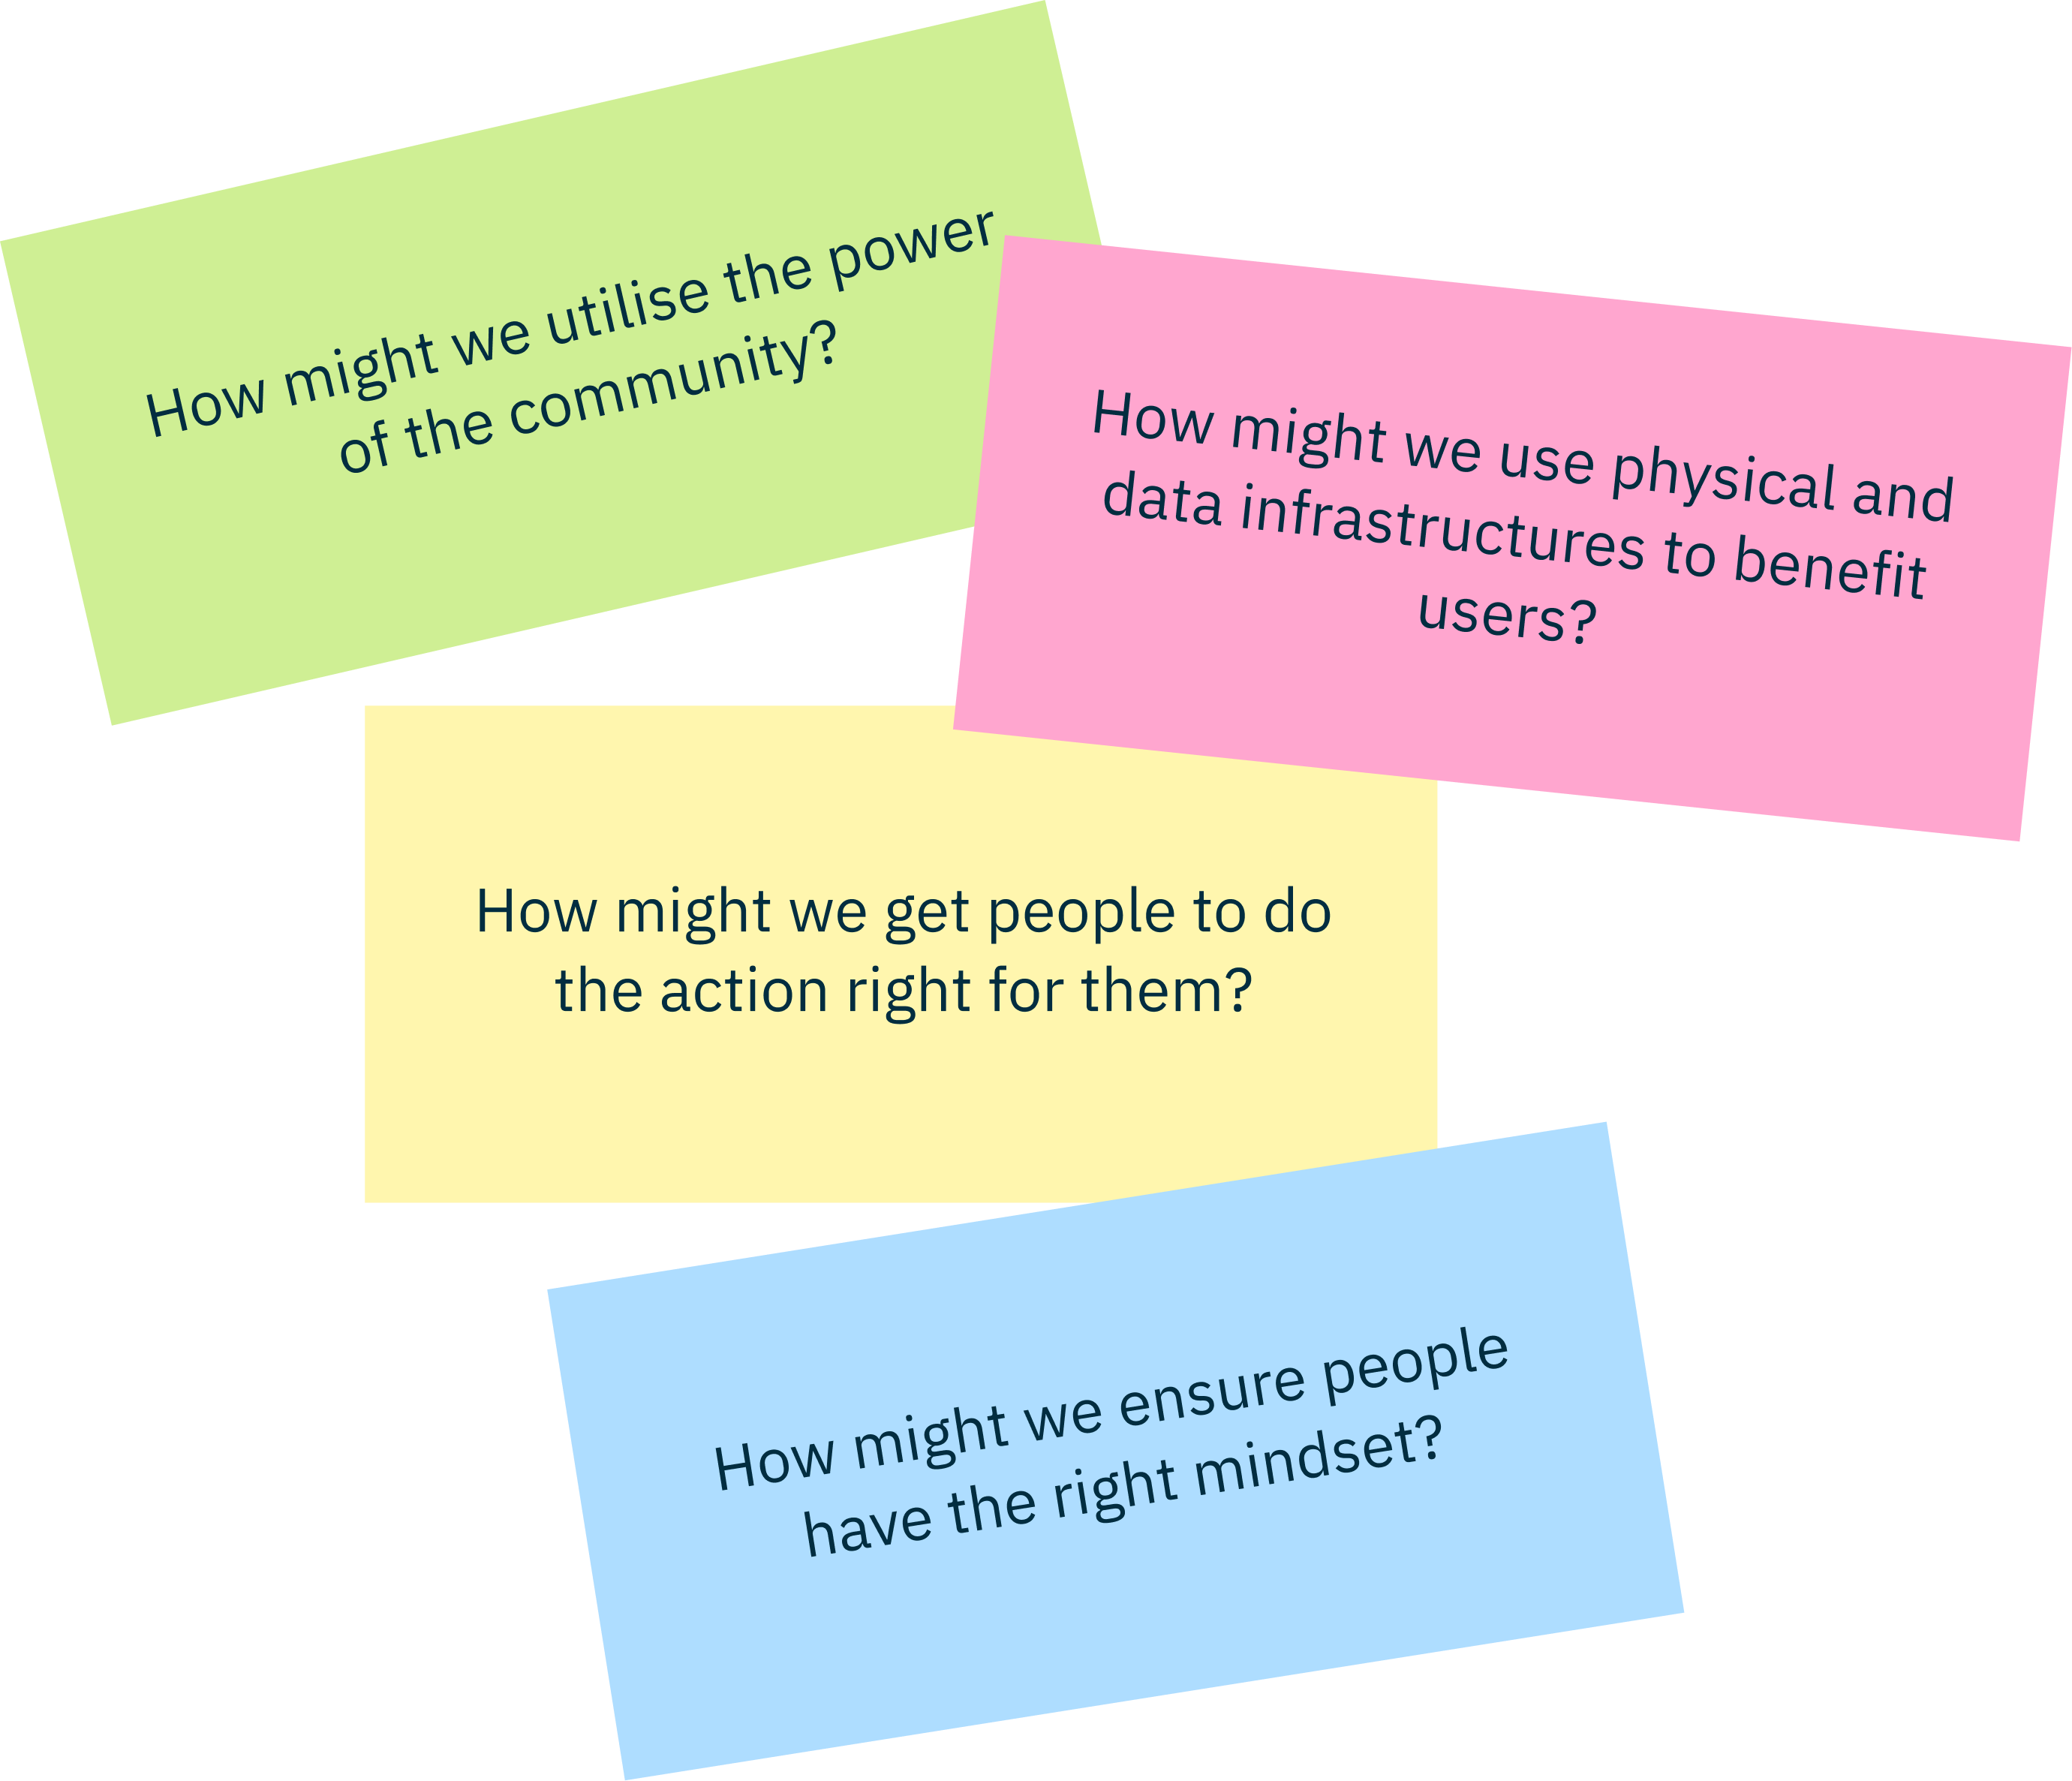 How might we utilise the power
of the community?
How might we use physical and
data infrastructures to benefit
users?
How might we get people to do
the action right for them?
How might we ensure people
have the right mindset?